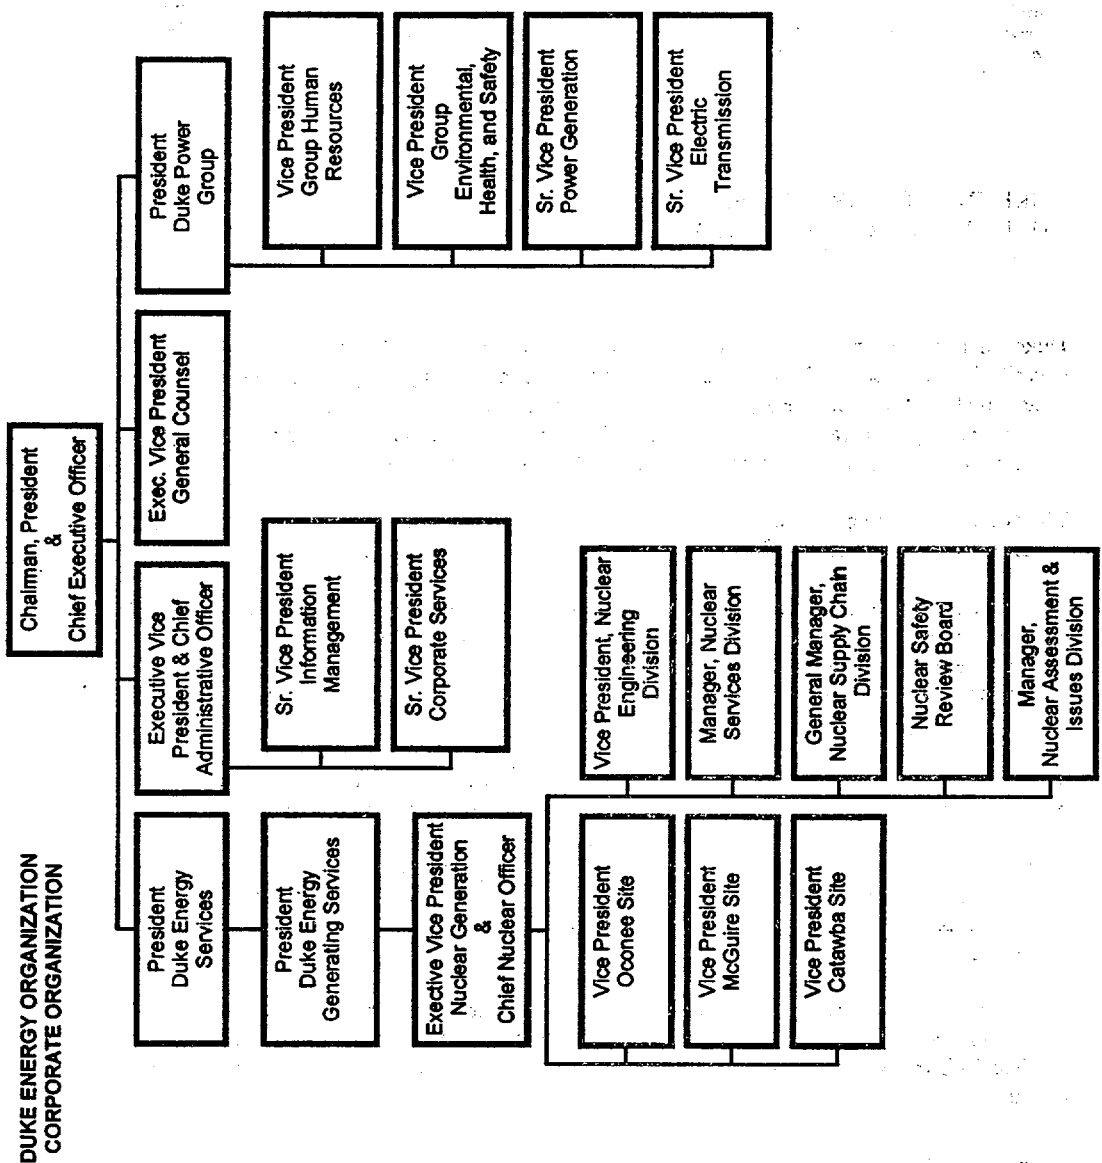 DUKE ENERGY ORGANIZATION
CORPORATE ORGANIZATION
Chairman, President
&
Chief Executive Officer
President
Duke Energy
Services
Executive Vice
President & Chief
Administrative Officer
Exec. Vice President
General Counsel
President
Duke Power
Group
President
Duke Energy
Generating Services
Sr. Vice President
Information
Management
Sr. Vice President
Corporate Services
Vice President
Group Human
Resources
Vice President
Group
Environmental,
Health, and Safety
Sr. Vice President
Power Generation
Sr. Vice President
Electric
Transmission
Exective Vice President
Nuclear Generation
&
Chief Nuclear Officer
Vice President
Oconee Site
Vice President
McGuire Site
Vice President
Catawba Site
Vice President, Nuclear
Engineering
Division
Manager, Nuclear
Services Division
General Manager,
Nuclear Supply Chain
Division
Nuclear Safety
Review Board
Manager,
Nuclear Assessment &
Issues Division